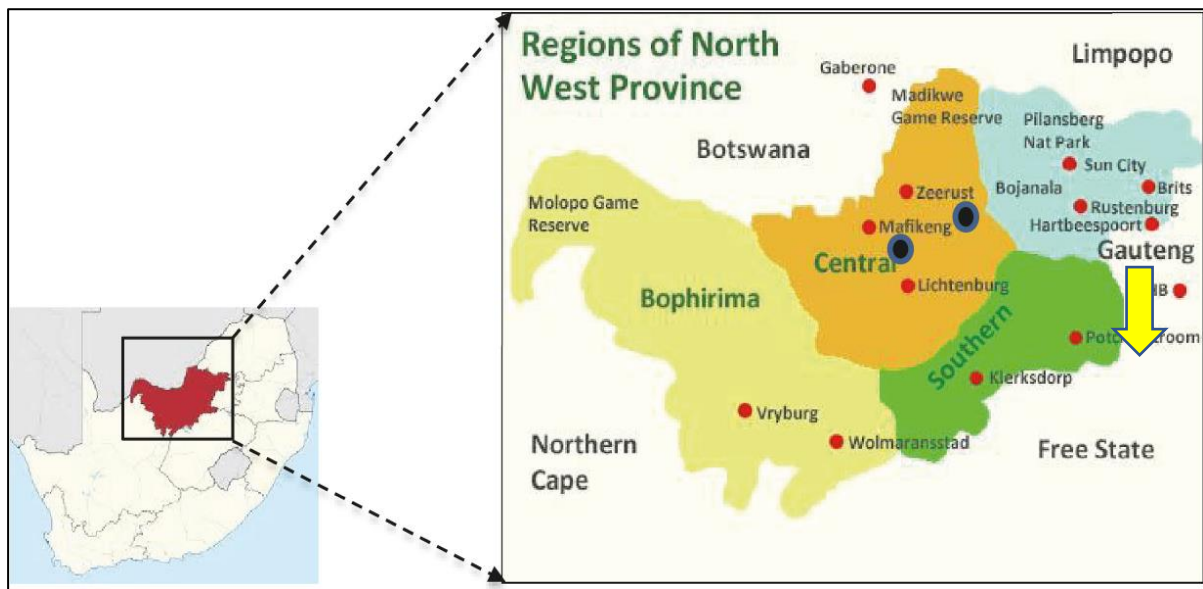 Regions of North
West Province
Limpopo
Gaberone
Madikwe
Game Reserve
Pilansberg
Nat Park
Botswana
Sun City
Zeerust
Bojanala
Brits
Molopo Game
Reserve
Rustenburg
Mafikeng
Hartbeespoort
Central
Gauteng
Lichtenburg
Bophirima
Southern
Klerksdorp
Vryburg
Wolmaransstad
Northern
Cape
Free State